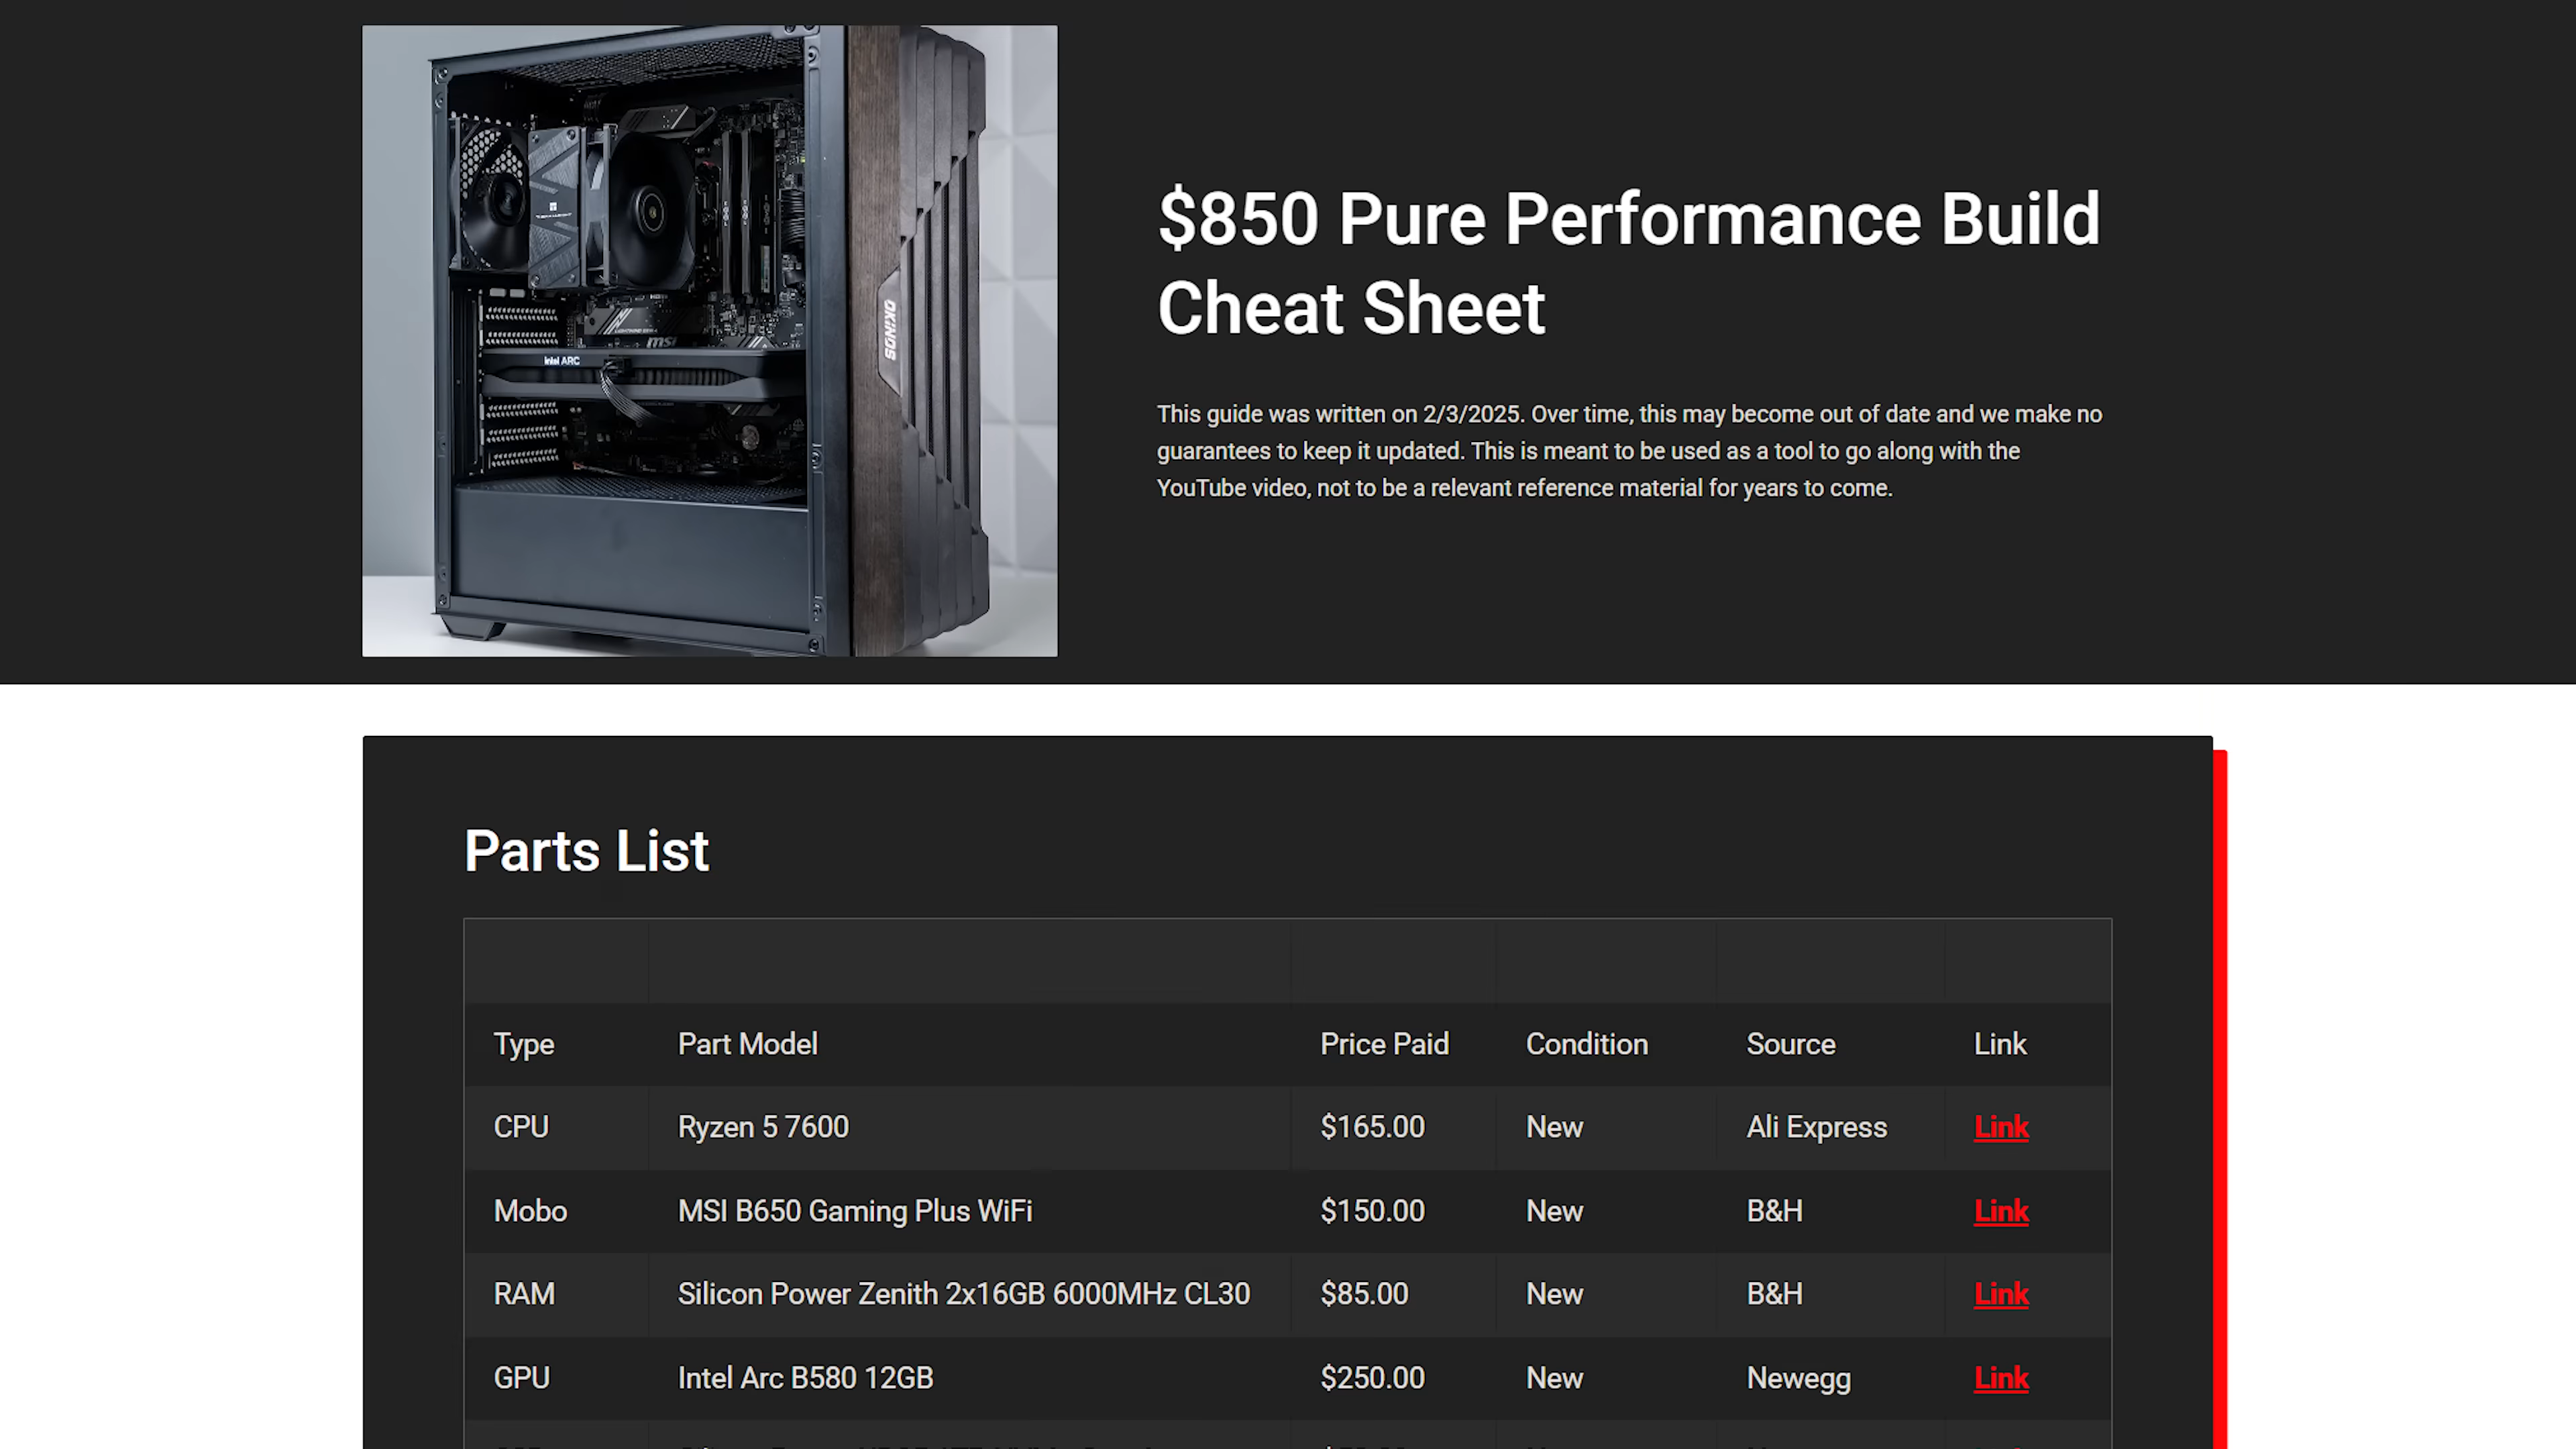 intel ARC
msi
OKINOS
$850 Pure Performance Build
Cheat Sheet
This guide was written on 2/3/2025. Over time, this may become out of date and we make no
guarantees to keep it updated. This is meant to be used as a tool to go along with the
YouTube video, not to be a relevant reference material for years to come.
Parts List
Type Part Model Price Paid Condition Source Link
CPU Ryzen 5 7600 $165.00 New Ali Express Link
Mobo MSI B650 Gaming Plus WiFi $150.00 New B&H Link
RAM Silicon Power Zenith 2x16GB 6000MHz CL30 $85.00 New B&H Link
GPU Intel Arc B580 12GB $250.00 New Newegg Link